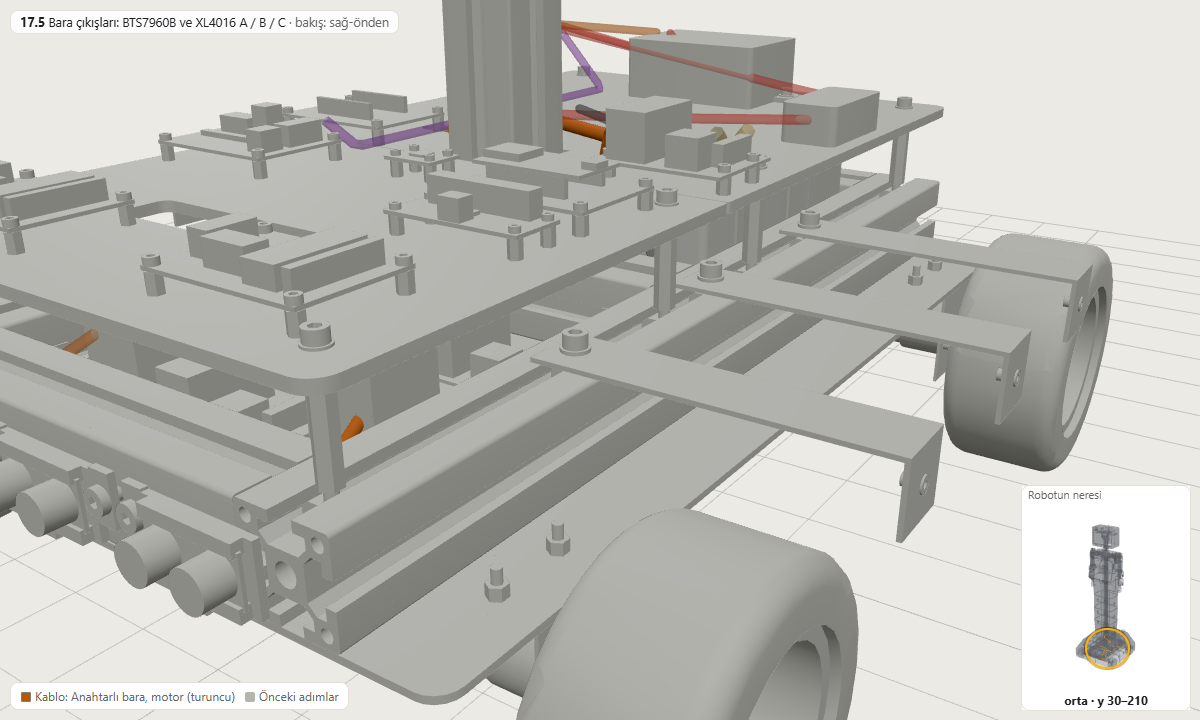 17.5 Bara çıkışları: BTS7960B ve XL4016 A / B / C · bakış: sağ-önden
Robotun neresi
orta · y 30–210
Kablo: Anahtarlı bara, motor (turuncu) Önceki adımlar